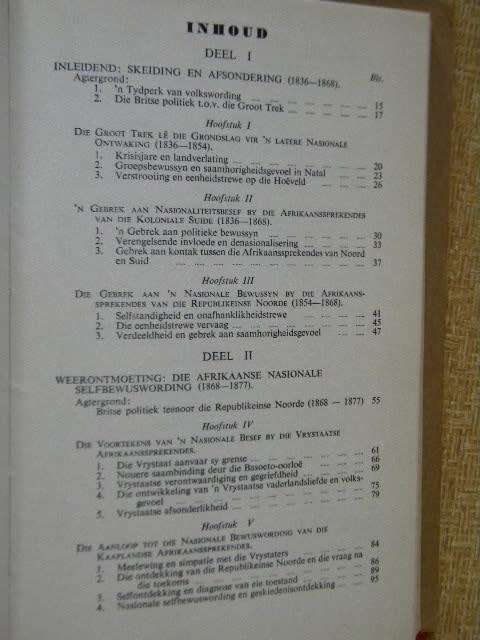 INHOUD
DEEL I
INLEIDEND: SKEIDING EN AFSONDERING (1836—1868). Bls.
Agtergrond:
1. 'n Tydperk van volkswording 15
2. Die Britse politiek t.o.v. die Groot Trek 17
Hoofstuk I
DIE GROOT TREK LÊ DIE GRONDSLAG VIR 'N LATERE NASIONALE
ONTWAKING (1836—1854).
1. Krisisjare en landverlating 20
2. Groepsbewussyn en saamhorigheidsgevoel in Natal 23
3. Verstrooiing en eenheidstrewe op die Hoëveld 26
Hoofstuk II
'N GEBREK AAN NASIONALITEITSBESEF BY DIE AFRIKAANSSPREKENDES
VAN DIE KOLONIALE SUIDE (1836—1868).
1. 'n Gebrek aan politieke bewussyn 30
2. Verengelsende invloede en denasionalisering 33
3. Gebrek aan kontak tussen die Afrikaanssprekendes van Noord
en Suid 37
Hoofstuk III
DIE GEBREK AAN 'N NASIONALE BEWUSSYN BY DIE AFRIKAANS-
SPREKENDES VAN DIE REPUBLIKEINSE NOORDE (1854—1868).
1. Selfstandigheid en onafhanklikheidstrewe 41
2. Die eenheidstrewe vervaag 45
3. Verdeeldheid en gebrek aan saamhorigheidsgevoel 47
DEEL II
WEERONTMOETING: DIE AFRIKAANSE NASIONALE
SELFBEWUSWORDING (1868—1877).
Agtergrond:
Britse politiek teenoor die Republikeinse Noorde (1868 — 1877) 55
Hoofstuk IV
DIE VOORTEKENS VAN 'N NASIONALE BESEF BY DIE VRYSTAATSE
AFRIKAANSSPREKENDES.
1. Die Vrystaat aanvaar sy grense 61
2. Nouere saambinding deur die Basoeto-oorloë 66
3. Vrystaatse verontwaardiging en gegriefdheid 69
4. Die ontwikkeling van 'n Vrystaatse vaderlandsliefde en volks-
gevoel 75
5. Vrystaatse afsonderlikheid 79
Hoofstuk V
DIE AANLOOP TOT DIE NASIONALE BEWUSWORDING VAN DIE
KAAPLANDSE AFRIKAANSSPREKENDES.
1. Meelewing en simpatie met die Vrystaters 84
2. Die ontdekking van die Republikeinse Noorde en die vraag na
die toekoms 86
3. Selfontdekking en diagnose van eie toestand 89
4. Nasionale selfbewuswording en geskiedenisontdekking 95